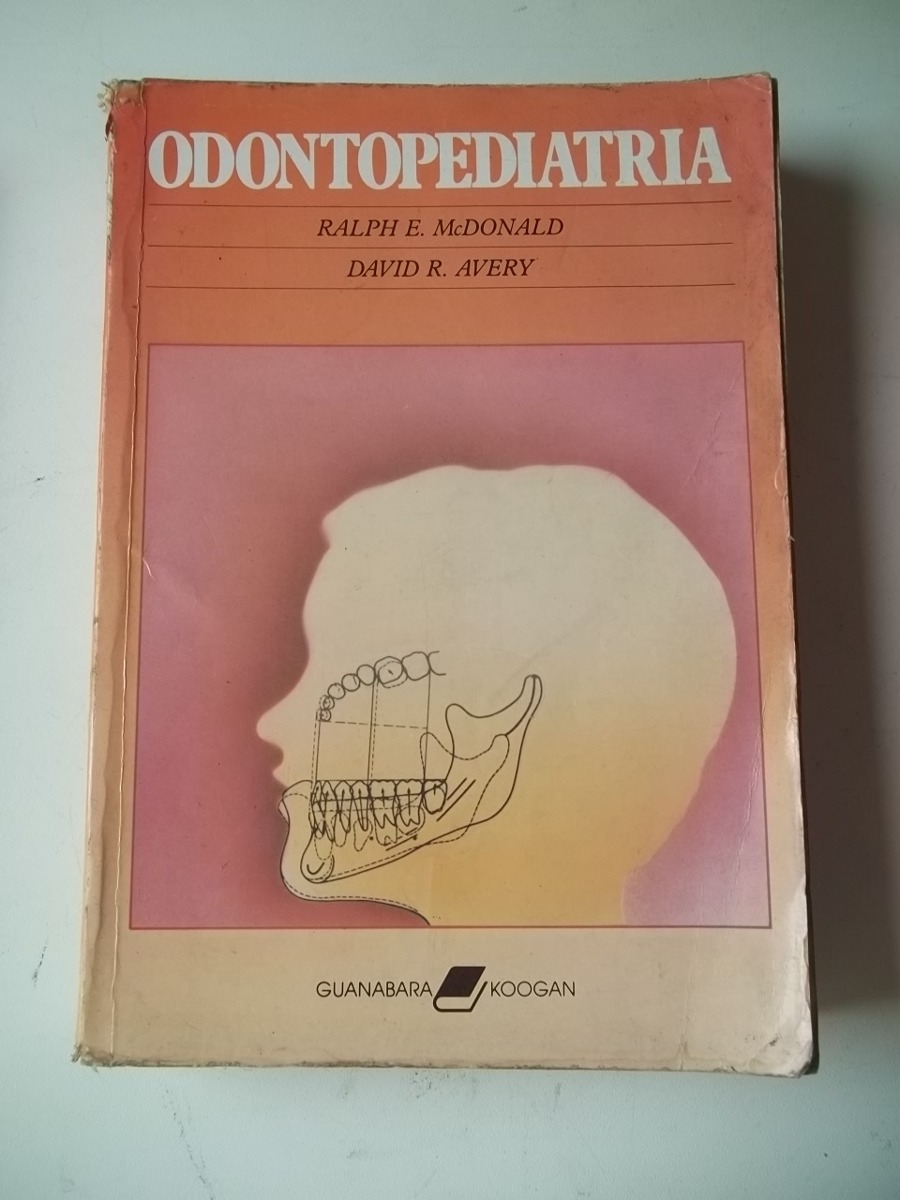 ODONTOPEDIATRIA
RALPH E. McDONALD
DAVID R. AVERY
GUANABARA KOOGAN